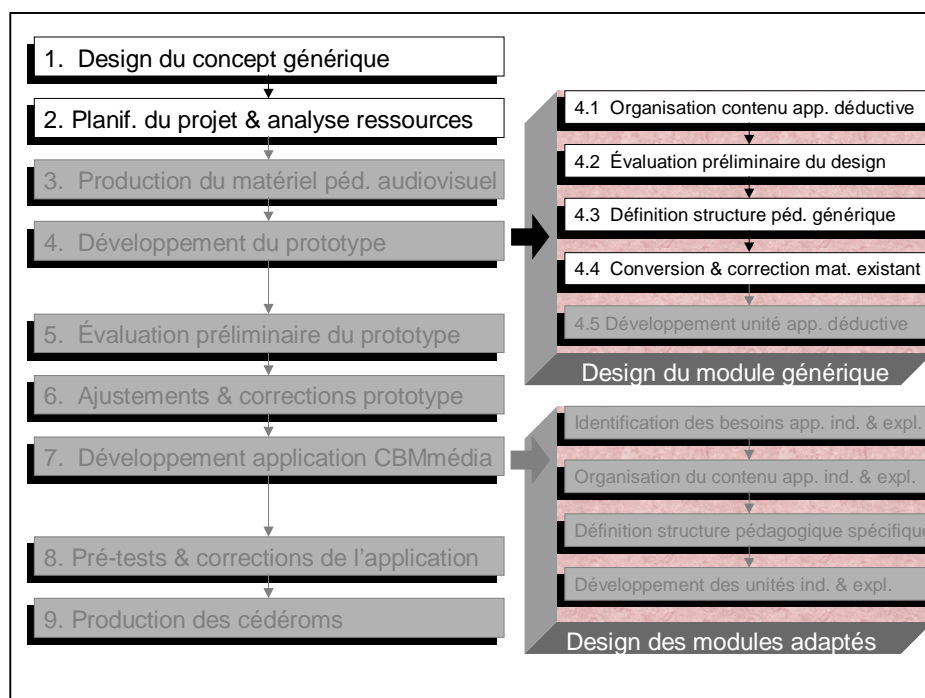 1. Design du concept générique
2. Planif. du projet & analyse ressources
3. Production du matériel péd. audiovisuel
4. Développement du prototype
5. Évaluation préliminaire du prototype
6. Ajustements & corrections prototype
7. Développement application CBMmédia
8. Pré-tests & corrections de l'application
9. Production des cédéroms
4.1 Organisation contenu app. déductive
4.2 Évaluation préliminaire du design
4.3 Définition structure péd. générique
4.4 Conversion & correction mat. existant
4.5 Développement unité app. déductive
Design du module générique
Identification des besoins app. ind. & expl.
Organisation du contenu app. ind. & expl.
Définition structure pédagogique spécifique
Développement des unités ind. & expl.
Design des modules adaptés